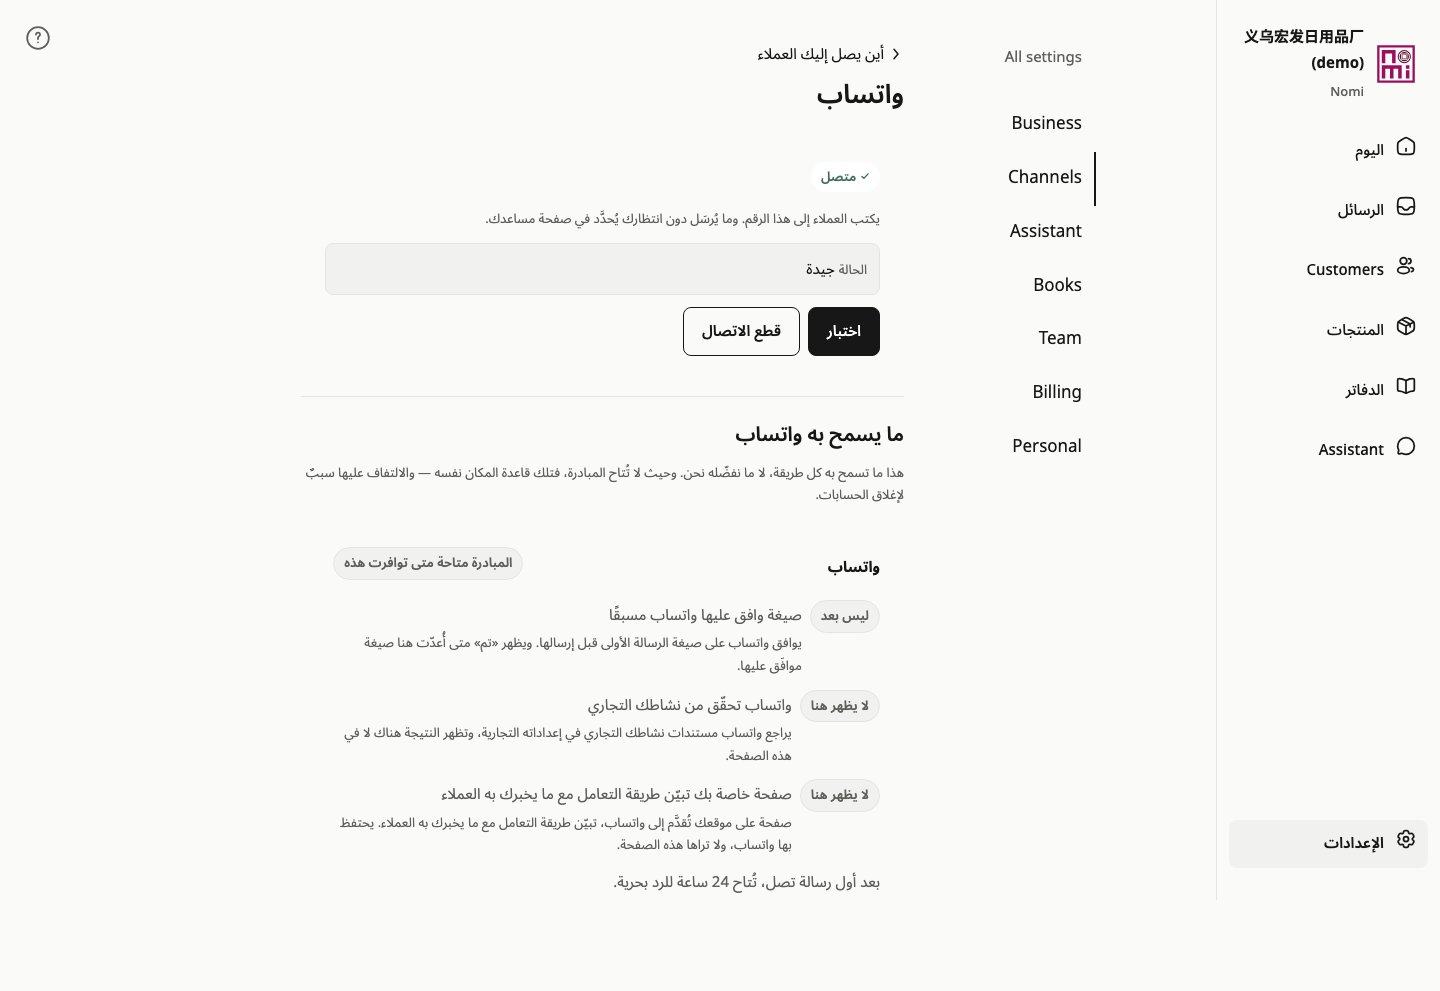 义乌宏发日用品厂
(demo)
Nomi
اليوم
الرسائل
Customers
المنتجات
الدفاتر
Assistant
الإعدادات
All settings
Business
Channels
Assistant
Books
Team
Billing
Personal
أين يصل إليك العملاء
واتساب
متصل
يكتب العملاء إلى هذا الرقم. وما يُرسَل دون انتظارك يُحدَّد في صفحة مساعدك.
الحالة جيدة
اختبار
قطع الاتصال
ما يسمح به واتساب
هذا ما تسمح به كل طريقة، لا ما نفضّله نحن. وحيث لا تُتاح المبادرة، فتلك قاعدة المكان نفسه — والالتفاف عليها سببٌ
لإغلاق الحسابات.
واتساب
المبادرة متاحة متى توافرت هذه
ليس بعد
صيغة وافق عليها واتساب مسبقًا
يوافق واتساب على صيغة الرسالة الأولى قبل إرسالها. ويظهر «تم» متى أُعدّت هنا صيغة
موافَق عليها.
لا يظهر هنا
واتساب تحقّق من نشاطك التجاري
يراجع واتساب مستندات نشاطك التجاري في إعداداته التجارية، وتظهر النتيجة هناك لا في
هذه الصفحة.
لا يظهر هنا
صفحة خاصة بك تبيّن طريقة التعامل مع ما يخبرك به العملاء
صفحة على موقعك تُقدَّم إلى واتساب، تبيّن طريقة التعامل مع ما يخبرك به العملاء. يحتفظ
بها واتساب، ولا تراها هذه الصفحة.
بعد أول رسالة تصل، تُتاح 24 ساعة للرد بحرية.